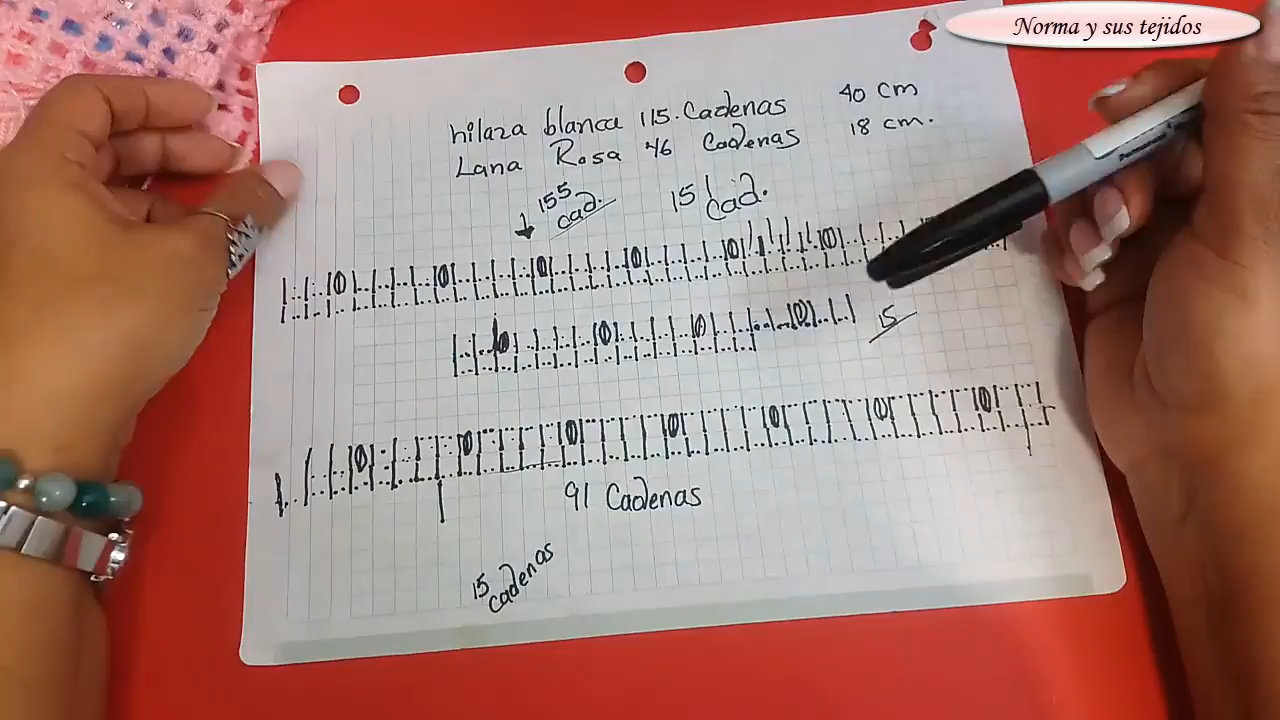 Norma y sus tejidos
hilaza blanca 115 Cadenas 40 cm
Lana Rosa 46 Cadenas 18 cm.
155 cad.
15 cad.
15
91 Cadenas
15 cadenas